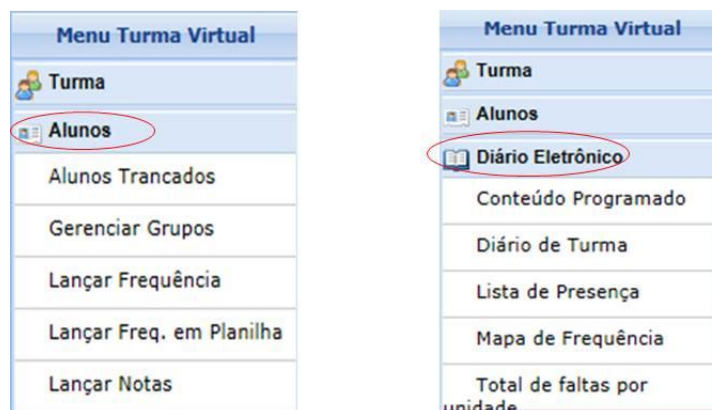 Menu Turma Virtual
Turma
Alunos
Alunos Trancados
Gerenciar Grupos
Lançar Frequência
Lançar Freq. em Planilha
Lançar Notas
Menu Turma Virtual
Turma
Alunos
Diário Eletrônico
Conteúdo Programado
Diário de Turma
Lista de Presença
Mapa de Frequência
Total de faltas por
unidade